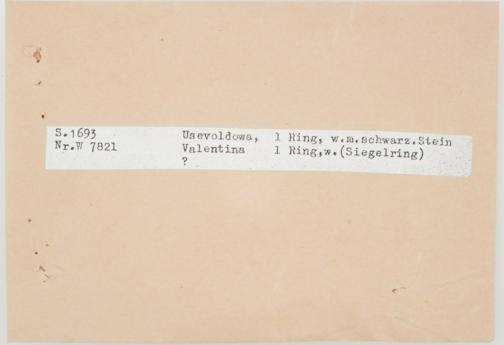 S.1693 Usevoldowa, 1 Ring, w.m.schwarz.Stein
Nr.W 7821 Valentina 1 Ring,w.(Siegelring)
?